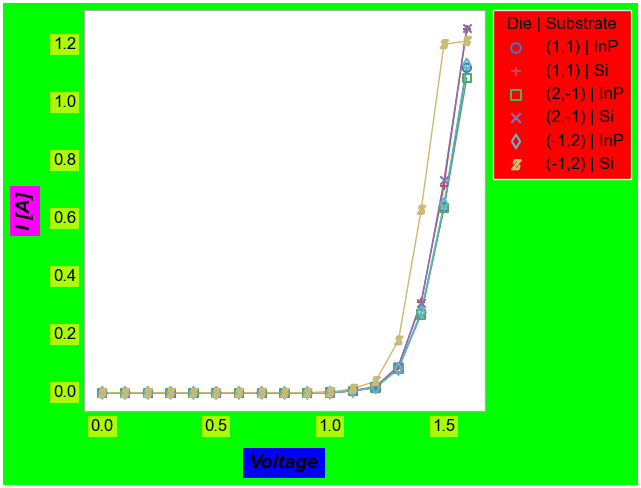 Die | Substrate
(1,1) | InP
(1,1) | Si
(2,-1) | InP
(2,-1) | Si
(-1,2) | InP
(-1,2) | Si
I [A]
1.2
1.0
0.8
0.6
0.4
0.2
0.0
0.0 0.5 1.0 1.5
Voltage